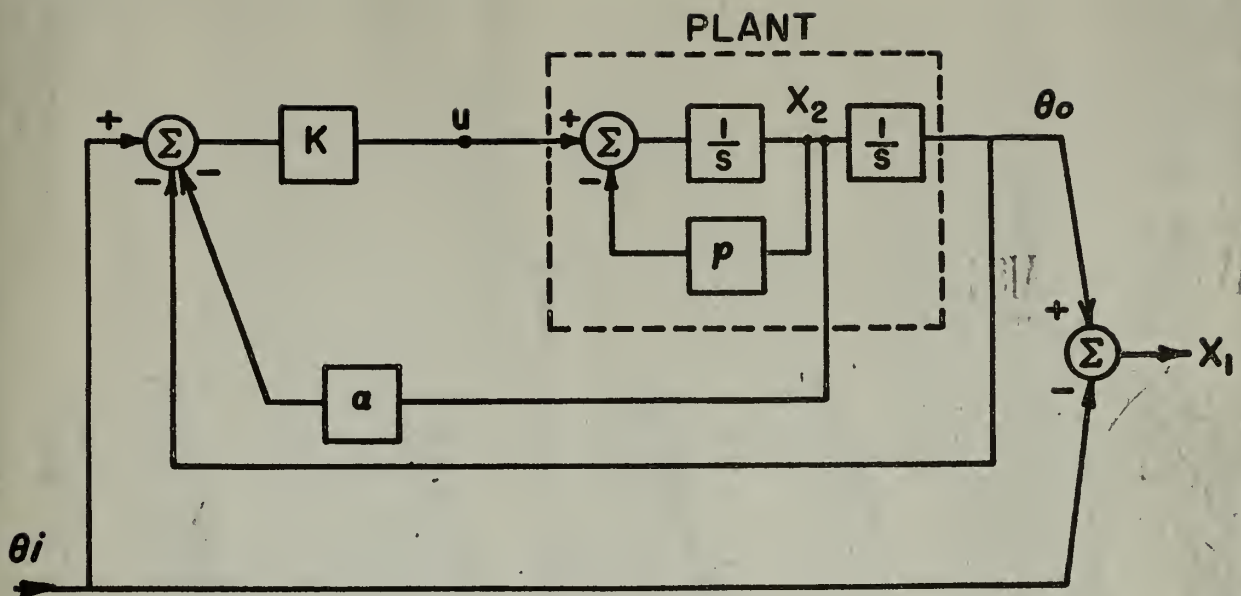 PLANT
+ Σ - - K u + Σ - 1/s X₂ 1/s θo
p
a
+ Σ - X₁
θi